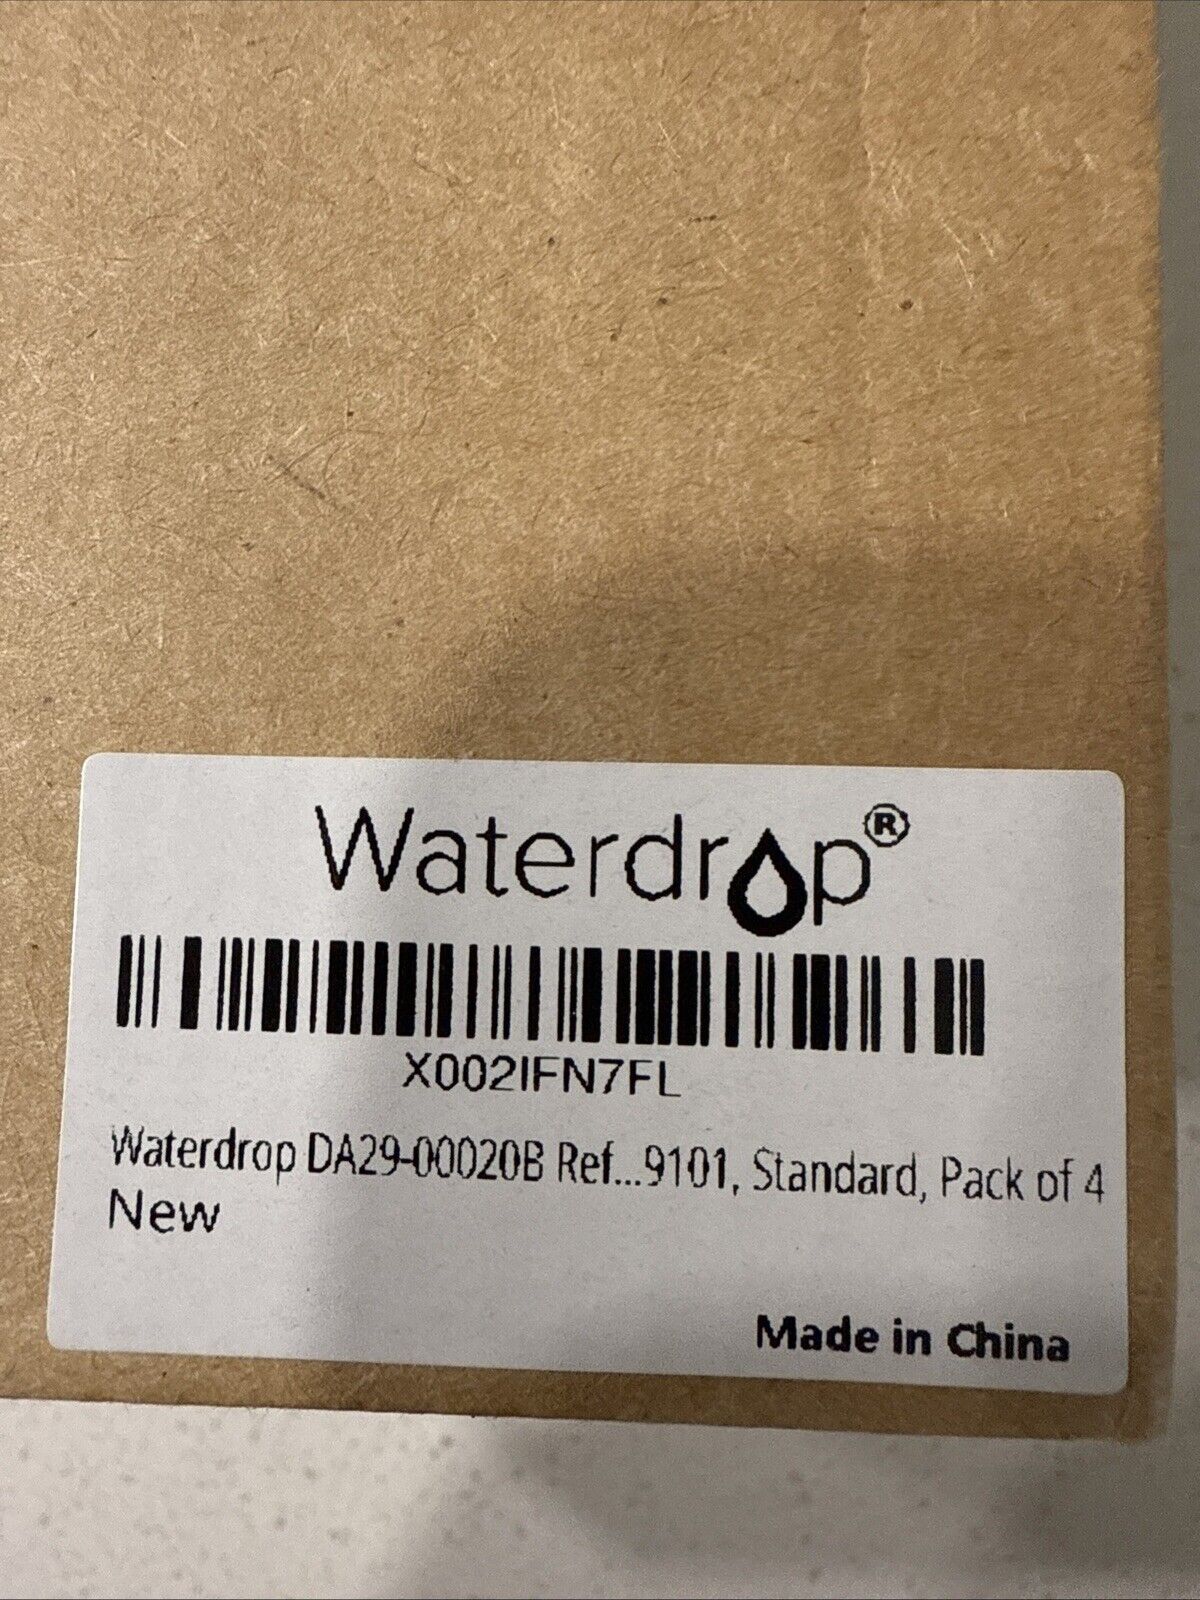 Waterdrop®
X002IFN7FL
Waterdrop DA29-00020B Ref...9101, Standard, Pack of 4
New
Made in China